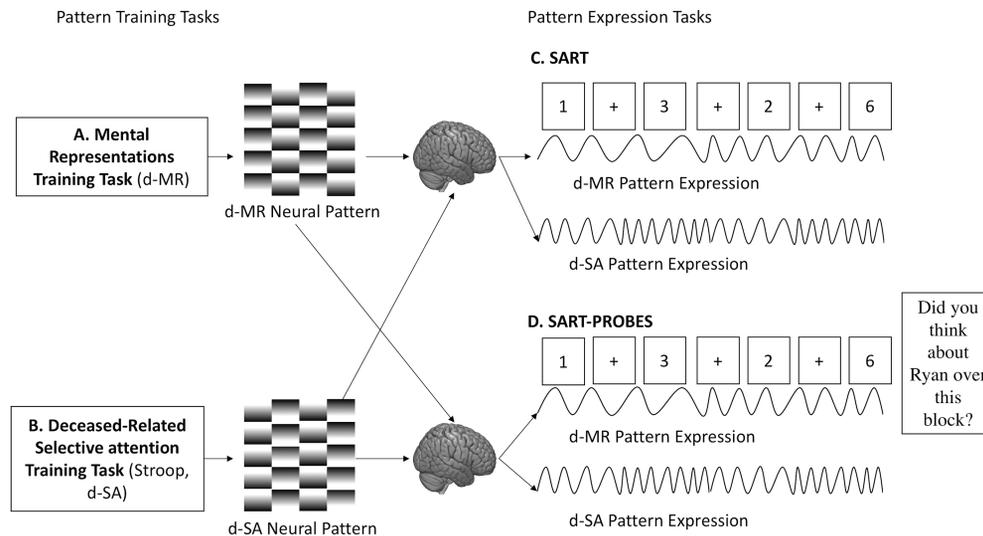 Pattern Training Tasks
Pattern Expression Tasks
C. SART
1 + 3 + 2 + 6
A. Mental
Representations
Training Task (d-MR)
d-MR Neural Pattern
d-MR Pattern Expression
d-SA Pattern Expression
D. SART-PROBES
1 + 3 + 2 + 6
Did you
think
about
Ryan over
this
block?
B. Deceased-Related
Selective attention
Training Task (Stroop,
d-SA)
d-SA Neural Pattern
d-MR Pattern Expression
d-SA Pattern Expression